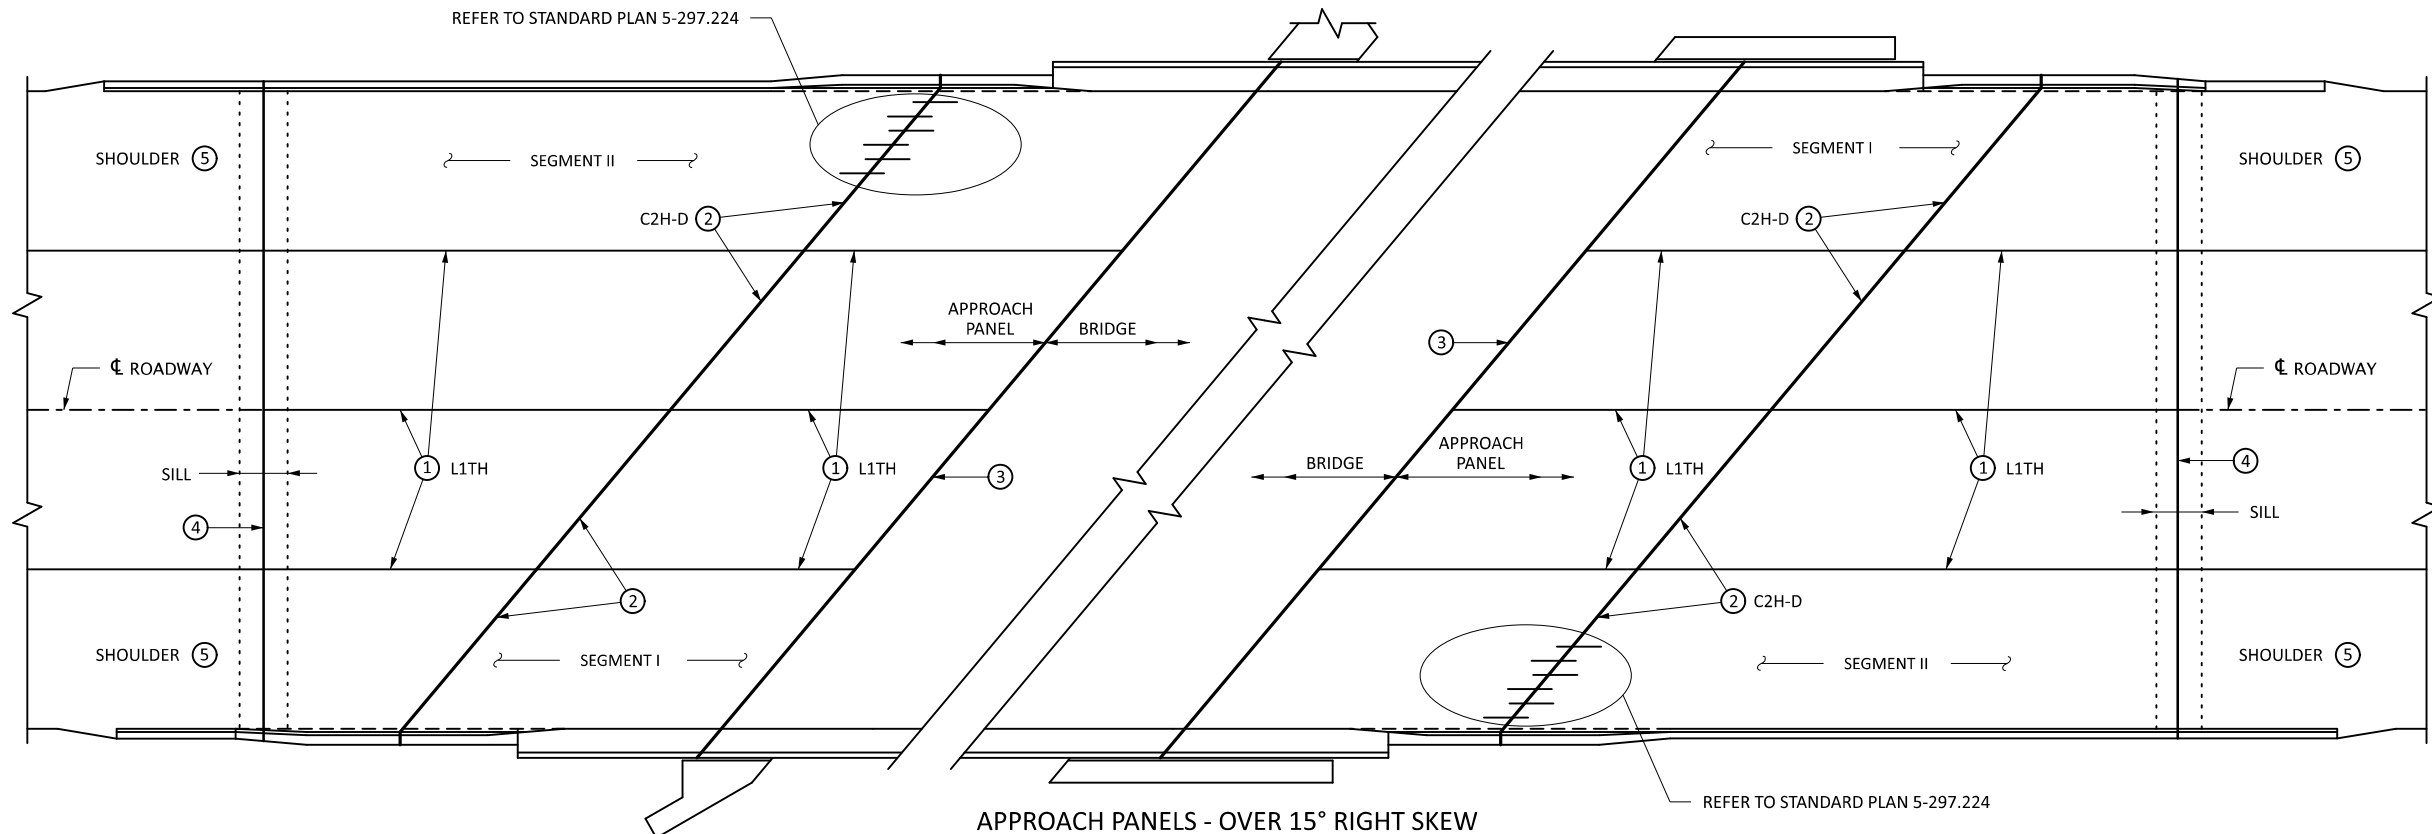 REFER TO STANDARD PLAN 5-297.224
SHOULDER 5
SEGMENT II
SEGMENT I
SHOULDER 5
C2H-D 2
C2H-D 2
APPROACH
PANEL
BRIDGE
3
℄ ROADWAY
℄ ROADWAY
APPROACH
PANEL
BRIDGE
SILL
1 L1TH
1 L1TH
3
1 L1TH
1 L1TH
4
4
SILL
2
2 C2H-D
SHOULDER 5
SEGMENT I
SEGMENT II
SHOULDER 5
REFER TO STANDARD PLAN 5-297.224
APPROACH PANELS - OVER 15° RIGHT SKEW